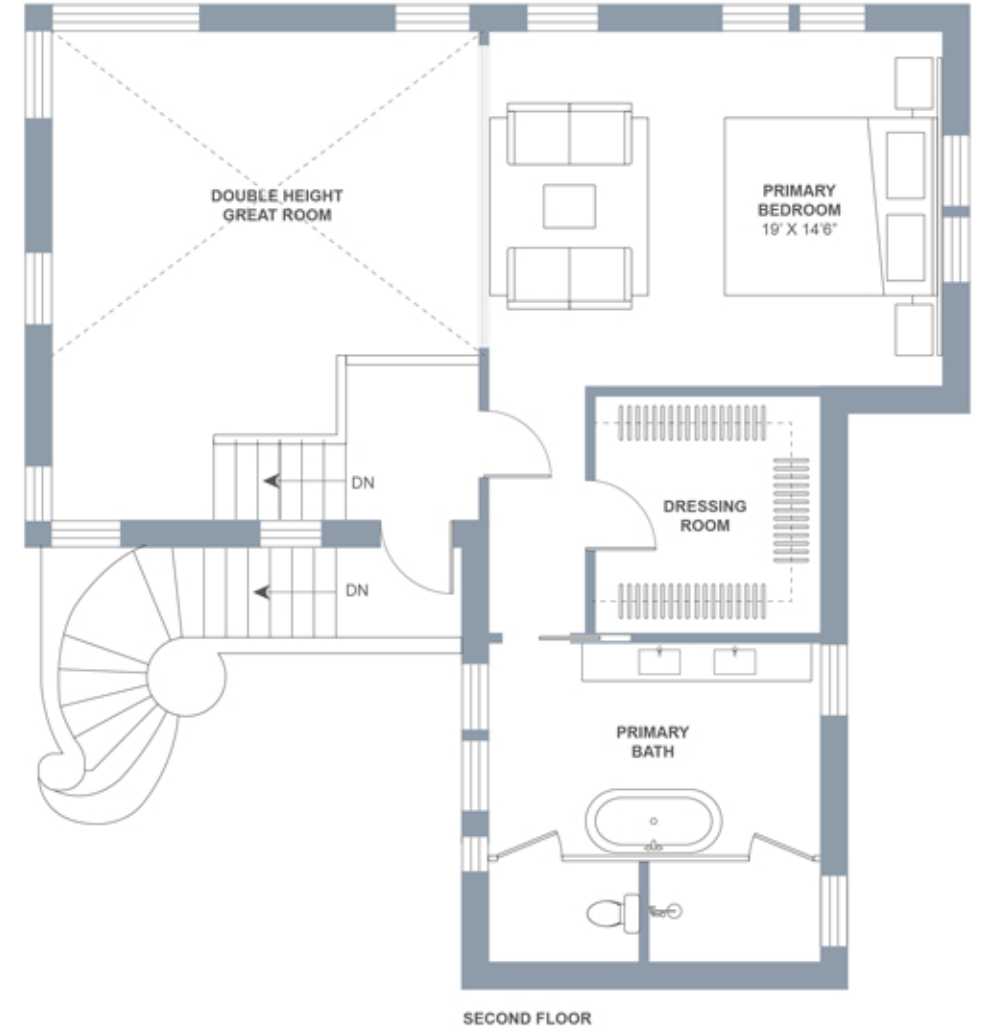 DOUBLE HEIGHT
GREAT ROOM
PRIMARY
BEDROOM
19' X 14'6"
DN
DRESSING
ROOM
DN
PRIMARY
BATH
SECOND FLOOR